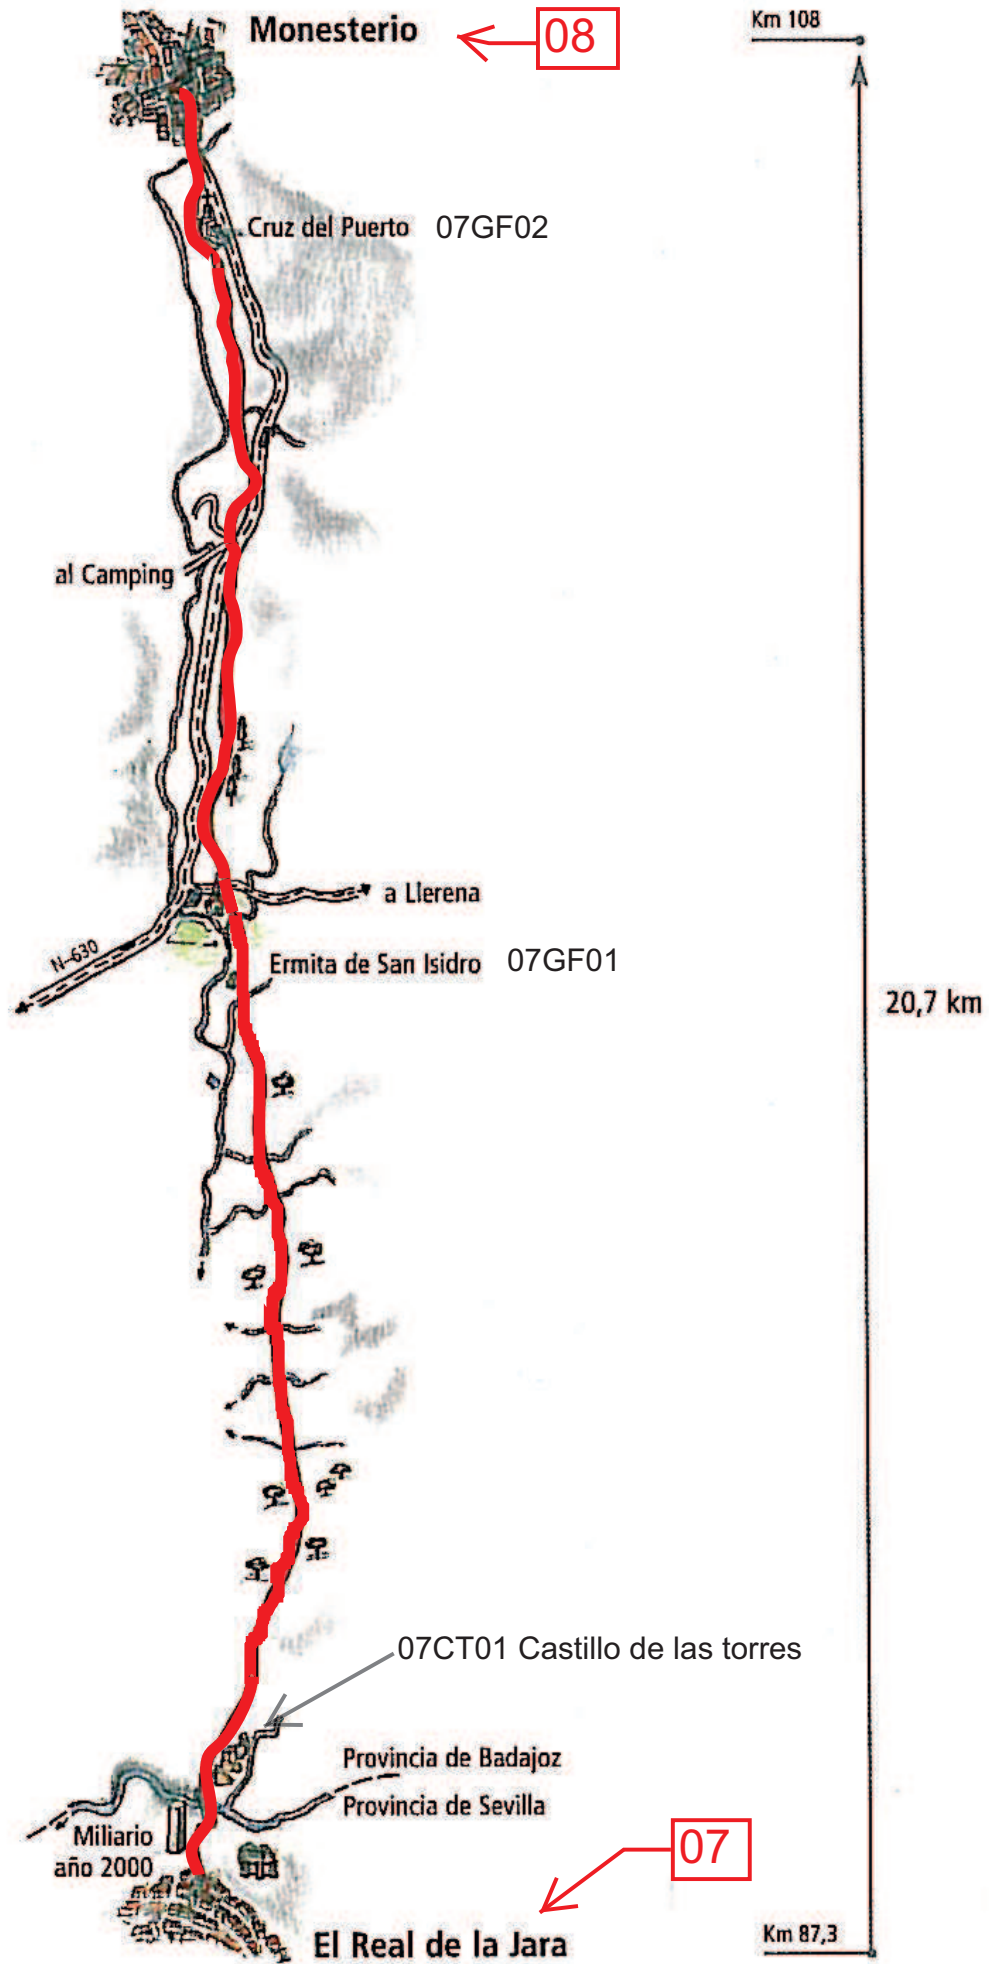 Monesterio
08
Km 108
Cruz del Puerto 07GF02
al Camping
a Llerena
N-630
Ermita de San Isidro 07GF01
20,7 km
07CT01 Castillo de las torres
Provincia de Badajoz
Provincia de Sevilla
Miliario
año 2000
07
El Real de la Jara
Km 87,3